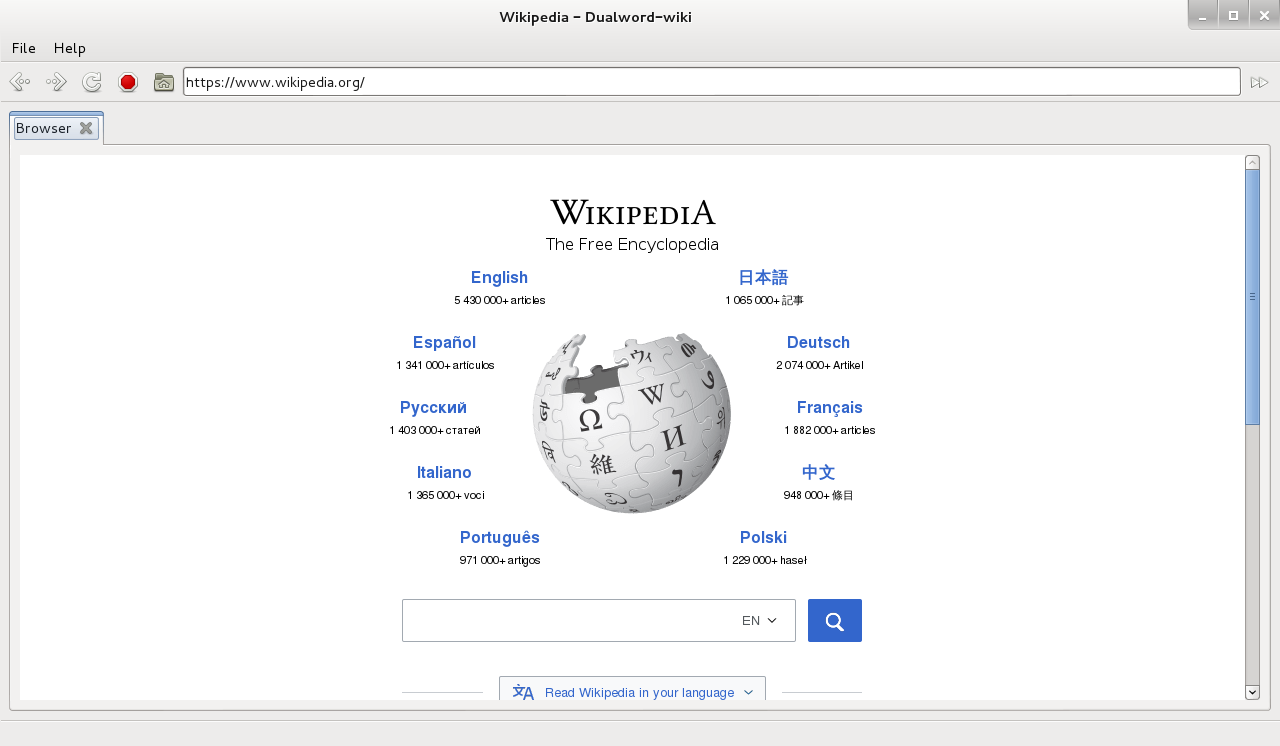 Wikipedia - Dualword-wiki
File Help
https://www.wikipedia.org/
Browser
WIKIPEDIA
The Free Encyclopedia
English
5 430 000+ articles
日本語
1 065 000+ 記事
Español
1 341 000+ artículos
Deutsch
2 074 000+ Artikel
Русский
1 403 000+ статей
Français
1 882 000+ articles
Italiano
1 365 000+ voci
中文
948 000+ 條目
Português
971 000+ artigos
Polski
1 229 000+ haseł
ウィ
W
Ω
И
維
EN
Read Wikipedia in your language